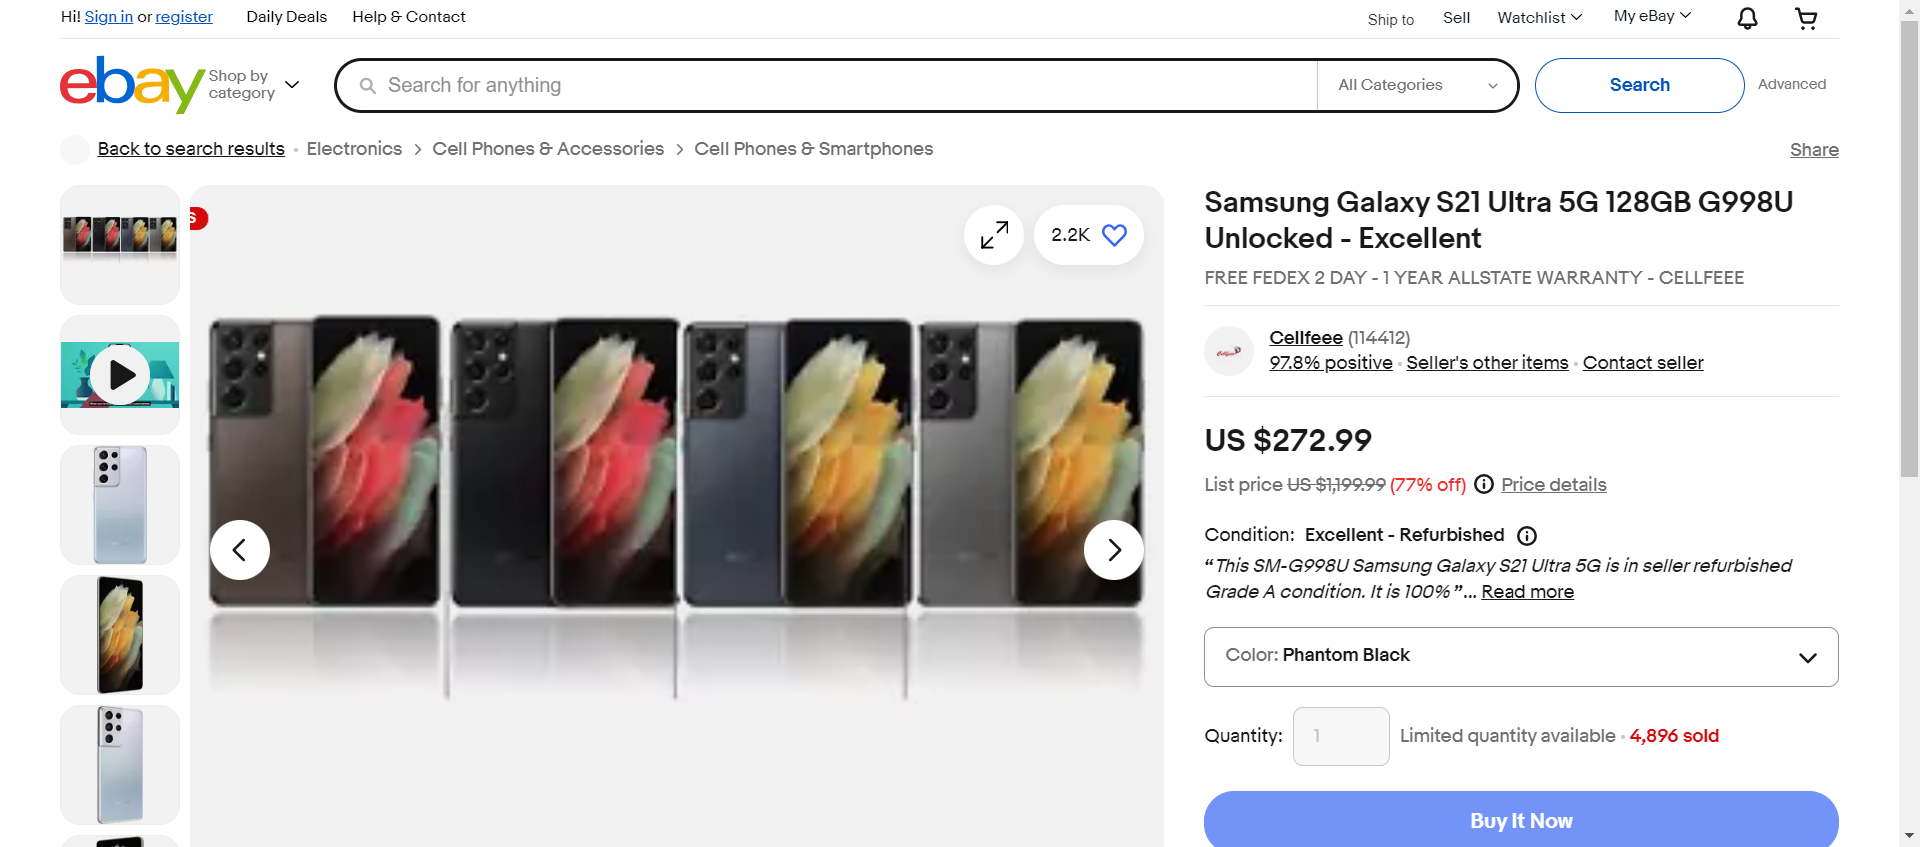 Hi! Sign in or register
Daily Deals
Help & Contact
Ship to
Sell
Watchlist
My eBay
ebay
Shop by
category
Search for anything
All Categories
Search
Advanced
Back to search results
Electronics
Cell Phones & Accessories
Cell Phones & Smartphones
Share
S
2.2K
Samsung Galaxy S21 Ultra 5G 128GB G998U
Unlocked - Excellent
FREE FEDEX 2 DAY - 1 YEAR ALLSTATE WARRANTY - CELLFEEE
Cellfeee (114412)
97.8% positive · Seller's other items · Contact seller
US $272.99
List price US $1,199.99 (77% off) Price details
Condition: Excellent - Refurbished
“This SM-G998U Samsung Galaxy S21 Ultra 5G is in seller refurbished
Grade A condition. It is 100%”... Read more
Color: Phantom Black
Quantity: 1 Limited quantity available · 4,896 sold
Buy It Now